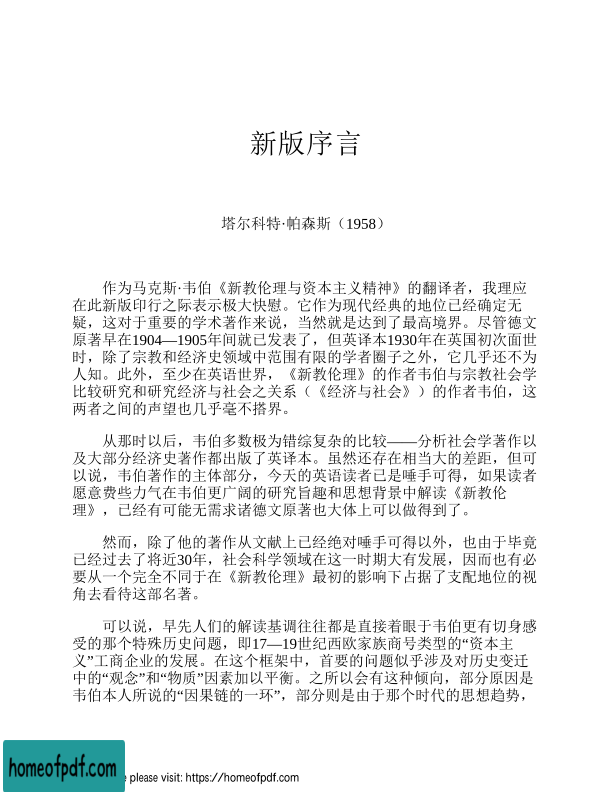 新版序言
塔尔科特·帕森斯（1958）
作为马克斯·韦伯《新教伦理与资本主义精神》的翻译者，我理应
在此新版印行之际表示极大快慰。它作为现代经典的地位已经确定无
疑，这对于重要的学术著作来说，当然就是达到了最高境界。尽管德文
原著早在1904—1905年间就已发表了，但英译本1930年在英国初次面世
时，除了宗教和经济史领域中范围有限的学者圈子之外，它几乎还不为
人知。此外，至少在英语世界，《新教伦理》的作者韦伯与宗教社会学
比较研究和研究经济与社会之关系（《经济与社会》）的作者韦伯，这
两者之间的声望也几乎毫不搭界。
从那时以后，韦伯多数极为错综复杂的比较——分析社会学著作以
及大部分经济史著作都出版了英译本。虽然还存在相当大的差距，但可
以说，韦伯著作的主体部分，今天的英语读者已是唾手可得，如果读者
愿意费些力气在韦伯更广阔的研究旨趣和思想背景中解读《新教伦
理》，已经有可能无需求诸德文原著也大体上可以做得到了。
然而，除了他的著作从文献上已经绝对唾手可得以外，也由于毕竟
已经过去了将近30年，社会科学领域在这一时期大有发展，因而也有必
要从一个完全不同于在《新教伦理》最初的影响下占据了支配地位的视
角去看待这部名著。
可以说，早先人们的解读基调往往都是直接着眼于韦伯更有切身感
受的那个特殊历史问题，即17—19世纪西欧家族商号类型的“资本主
义”工商企业的发展。在这个框架中，首要的问题似乎涉及对历史变迁
中的“观念”和“物质”因素加以平衡。之所以会有这种倾向，部分原因是
韦伯本人所说的“因果链的一环”，部分则是由于那个时代的思想趋势，
homeofpdf.com
e please visit: https://homeofpdf.com